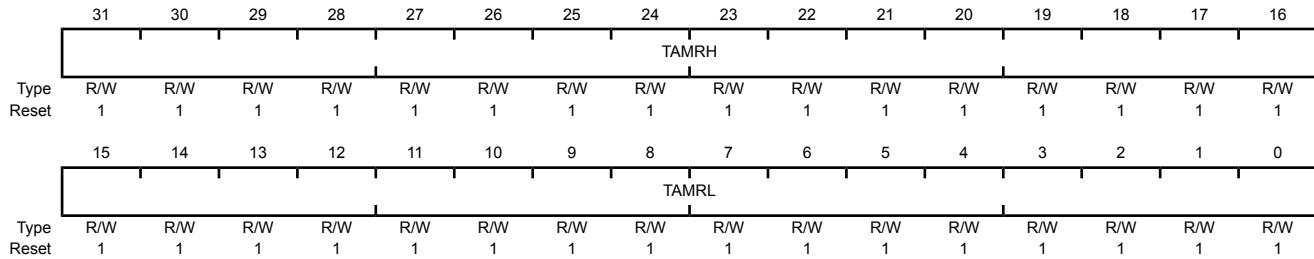 31 30 29 28 27 26 25 24 23 22 21 20 19 18 17 16
TAMRH
Type R/W R/W R/W R/W R/W R/W R/W R/W R/W R/W R/W R/W R/W R/W R/W R/W
Reset 1 1 1 1 1 1 1 1 1 1 1 1 1 1 1 1
15 14 13 12 11 10 9 8 7 6 5 4 3 2 1 0
TAMRL
Type R/W R/W R/W R/W R/W R/W R/W R/W R/W R/W R/W R/W R/W R/W R/W R/W
Reset 1 1 1 1 1 1 1 1 1 1 1 1 1 1 1 1